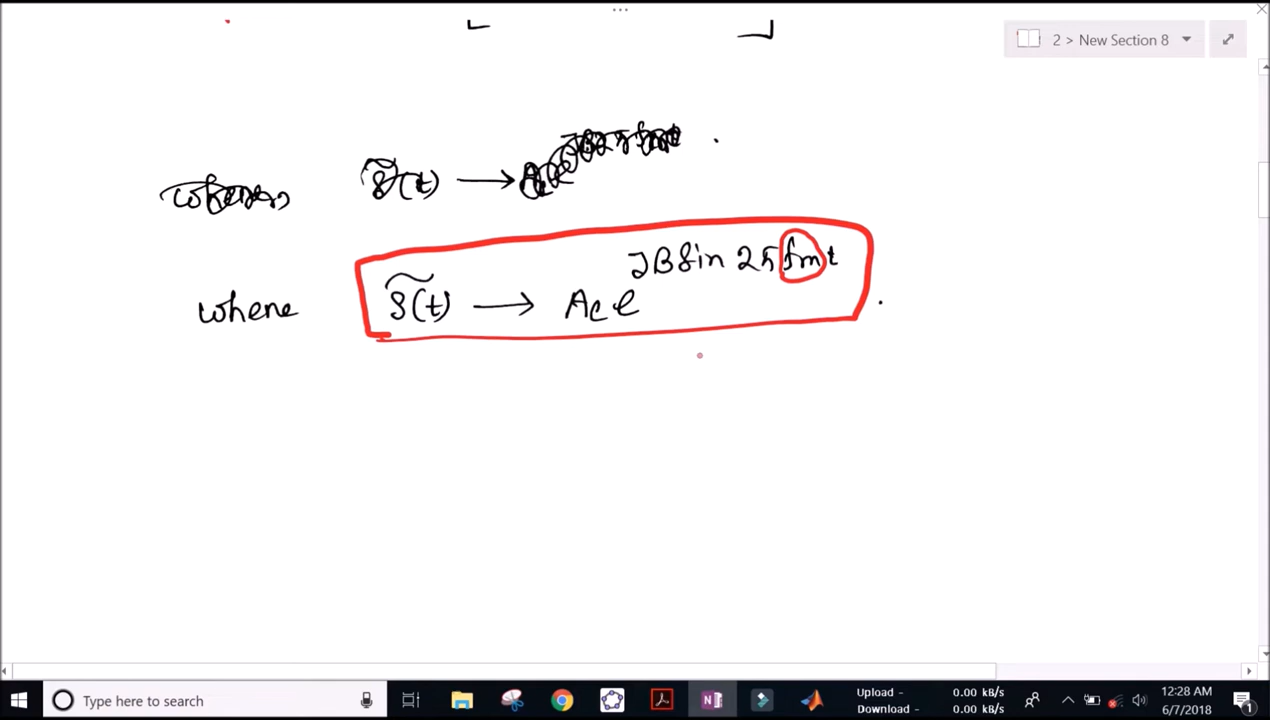 2 > New Section 8
s̃(t) →
where s̃(t) → Ac e^jβ sin 2π fm t .
Type here to search
Upload - 0.00 kB/s
Download - 0.00 kB/s
12:28 AM
6/7/2018
1